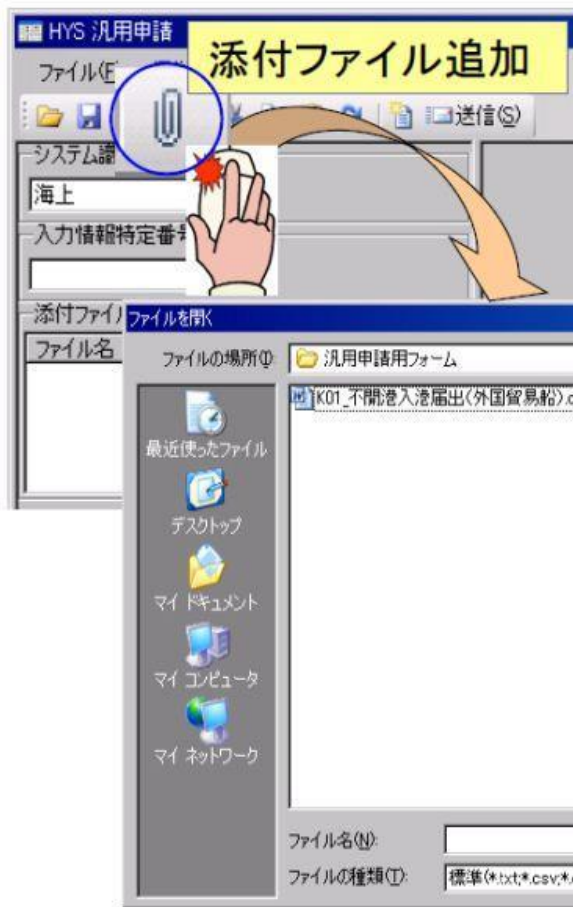 HYS 汎用申請
添付ファイル追加
ファイル(E
送信(S)
システム識
海上
入力情報特定番号
添付ファイ
ファイル名
ファイルを開く
ファイルの場所(I):
汎用申請用フォーム
K01_不開港入港届出(外国貿易船).d
最近使ったファイル
デスクトップ
マイ ドキュメント
マイ コンピュータ
マイ ネットワーク
ファイル名(N):
ファイルの種類(T):
標準(*.txt;*.csv;*.